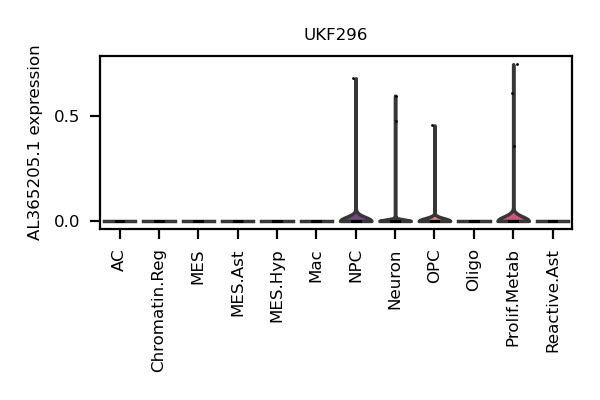 UKF296
AL365205.1 expression
0.5
0.0
AC
Chromatin.Reg
MES
MES.Ast
MES.Hyp
Mac
NPC
Neuron
OPC
Oligo
Prolif.Metab
Reactive.Ast